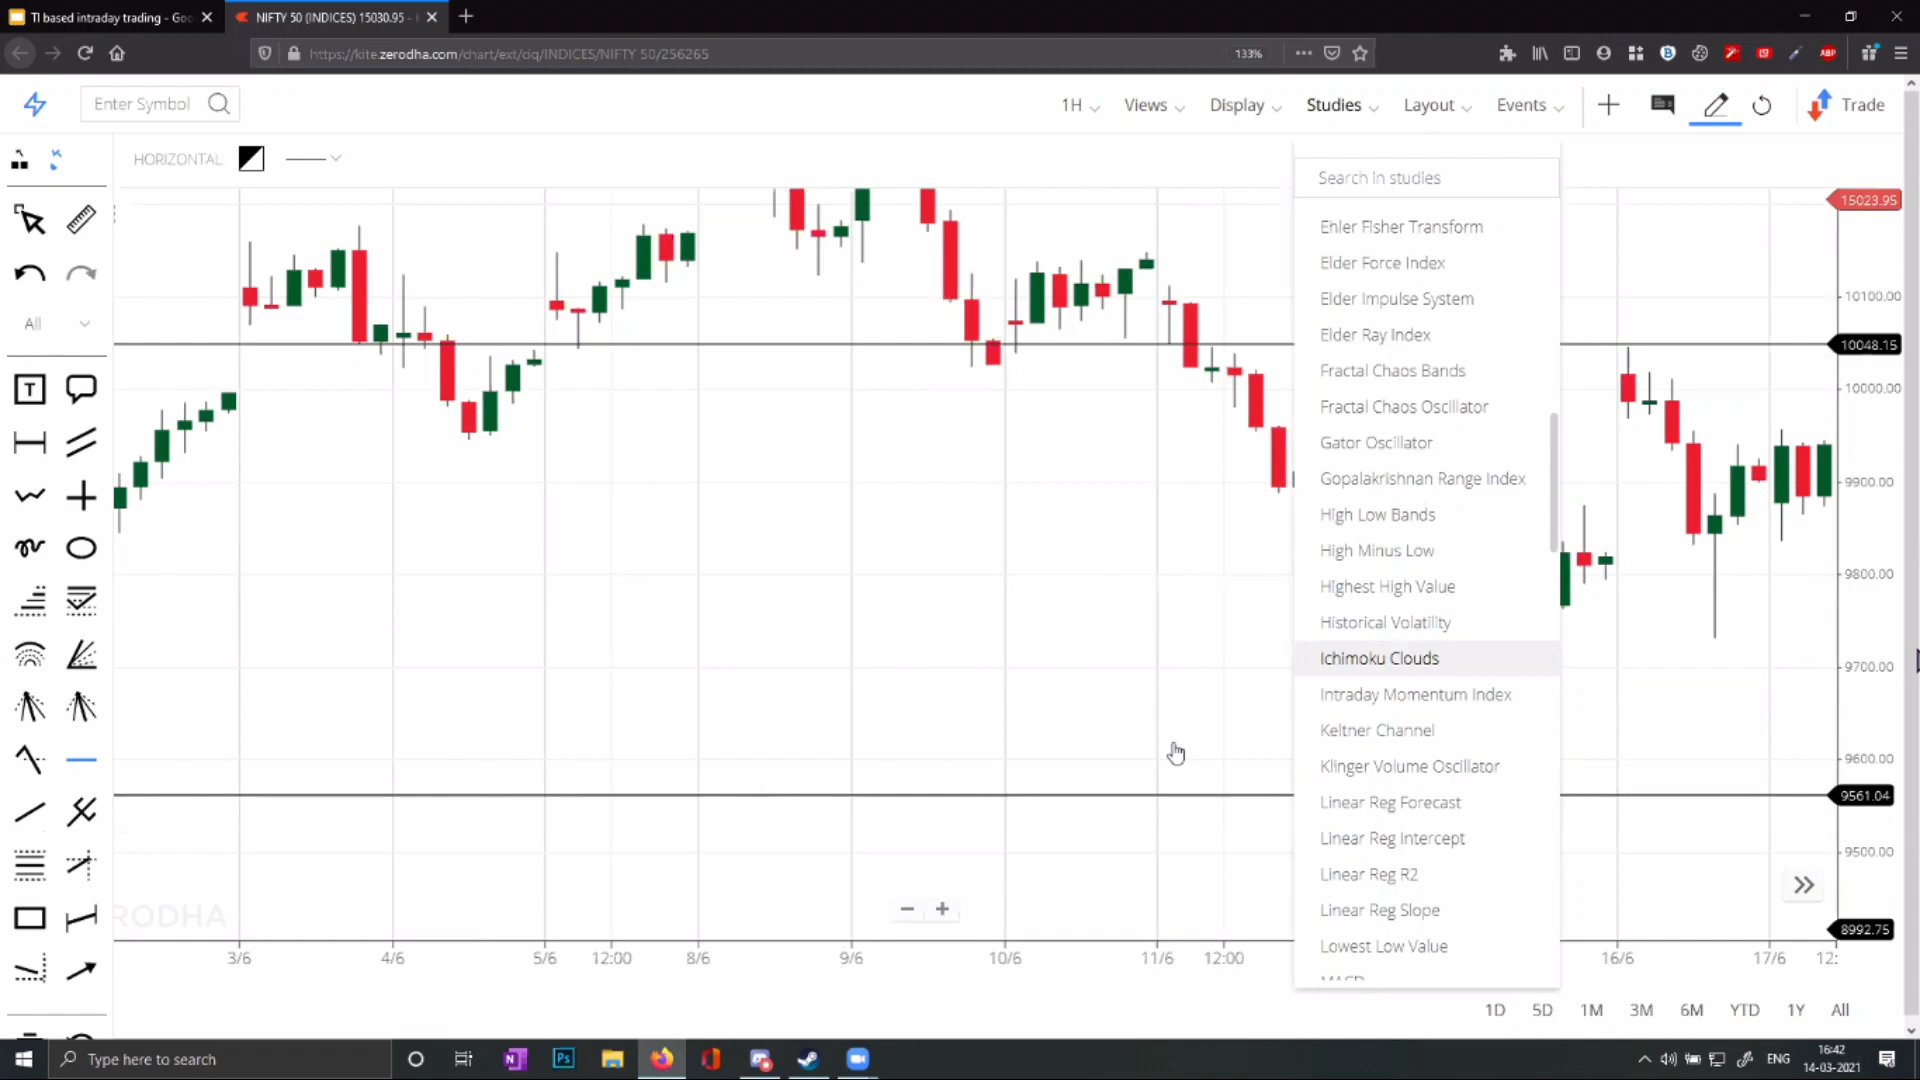 TI based intraday trading - Goo
NIFTY 50 (INDICES) 15030.95 -
https://kite.zerodha.com/chart/ext/ciq/INDICES/NIFTY 50/256265
133%
ABP
Enter Symbol
1H
Views
Display
Studies
Layout
Events
Trade
HORIZONTAL
All
T
Search in studies
Ehler Fisher Transform
Elder Force Index
Elder Impulse System
Elder Ray Index
Fractal Chaos Bands
Fractal Chaos Oscillator
Gator Oscillator
Gopalakrishnan Range Index
High Low Bands
High Minus Low
Highest High Value
Historical Volatility
Ichimoku Clouds
Intraday Momentum Index
Keltner Channel
Klinger Volume Oscillator
Linear Reg Forecast
Linear Reg Intercept
Linear Reg R2
Linear Reg Slope
Lowest Low Value
MACD
15023.95
10100.00
10048.15
10000.00
9900.00
9800.00
9700.00
9600.00
9561.04
9500.00
8992.75
RODHA
3/6
4/6
5/6
12:00
8/6
9/6
10/6
11/6
12:00
16/6
17/6
12:
1D
5D
1M
3M
6M
YTD
1Y
All
Type here to search
N
Ps
ENG
16:42
14-03-2021